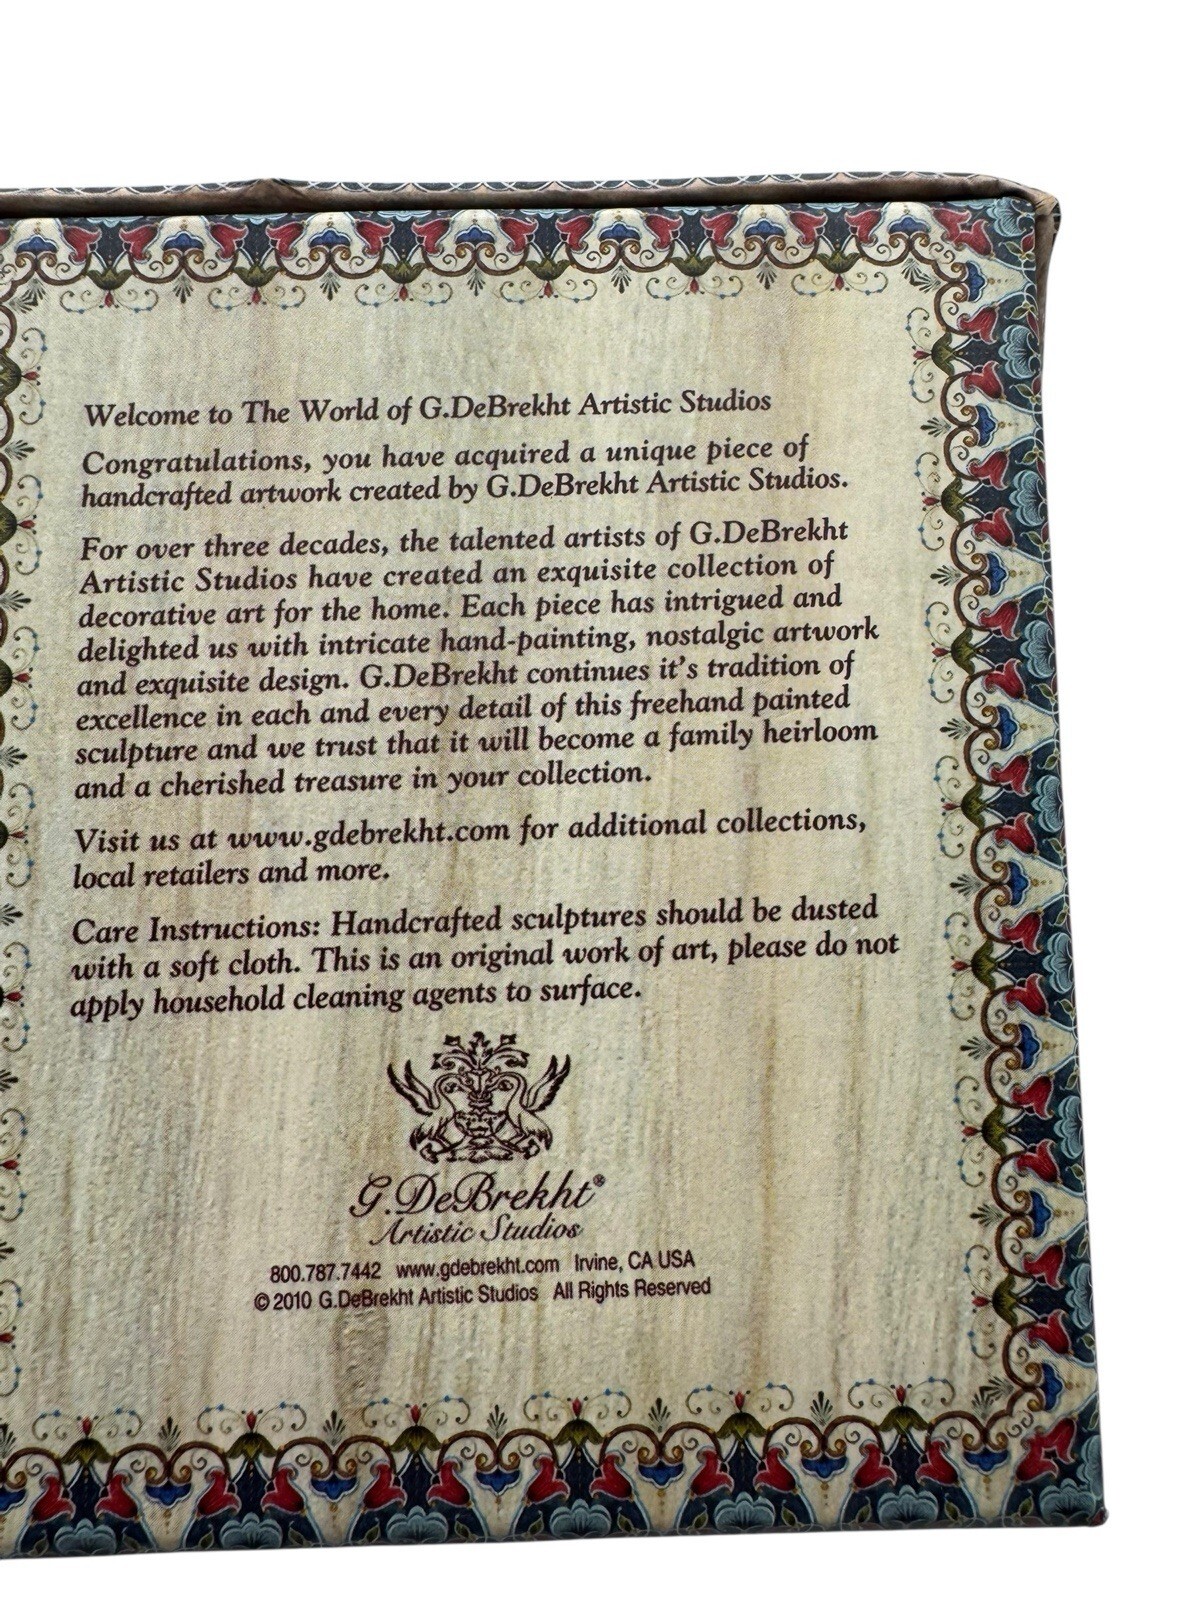 Welcome to The World of G.DeBrekht Artistic Studios
Congratulations, you have acquired a unique piece of
handcrafted artwork created by G.DeBrekht Artistic Studios.
For over three decades, the talented artists of G.DeBrekht
Artistic Studios have created an exquisite collection of
decorative art for the home. Each piece has intrigued and
delighted us with intricate hand-painting, nostalgic artwork
and exquisite design. G.DeBrekht continues it's tradition of
excellence in each and every detail of this freehand painted
sculpture and we trust that it will become a family heirloom
and a cherished treasure in your collection.
Visit us at www.gdebrekht.com for additional collections,
local retailers and more.
Care Instructions: Handcrafted sculptures should be dusted
with a soft cloth. This is an original work of art, please do not
apply household cleaning agents to surface.
G.DeBrekht®
Artistic Studios
800.787.7442 www.gdebrekht.com Irvine, CA USA
© 2010 G.DeBrekht Artistic Studios All Rights Reserved